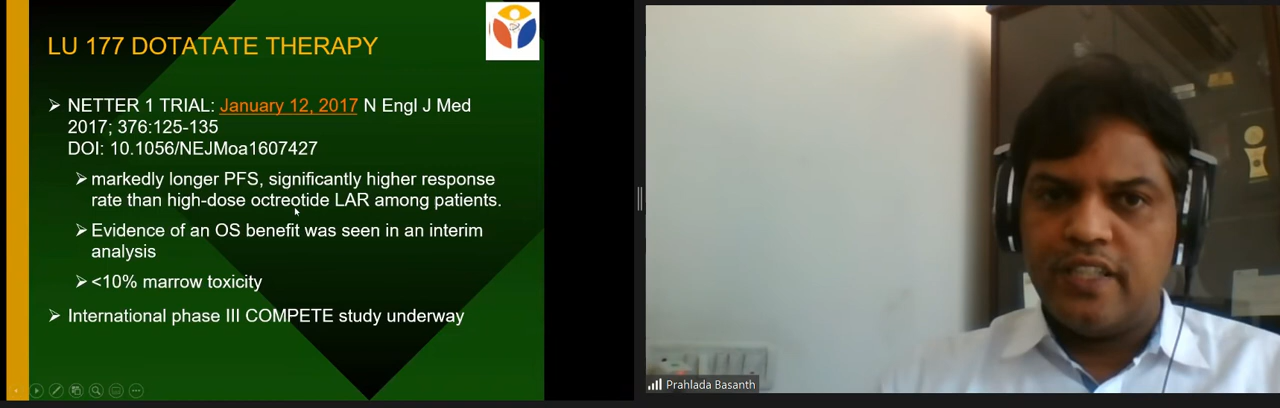 LU 177 DOTATATE THERAPY
NETTER 1 TRIAL: January 12, 2017 N Engl J Med
2017; 376:125-135
DOI: 10.1056/NEJMoa1607427
markedly longer PFS, significantly higher response
rate than high-dose octreotide LAR among patients.
Evidence of an OS benefit was seen in an interim
analysis
<10% marrow toxicity
International phase III COMPETE study underway
Prahlada Basanth